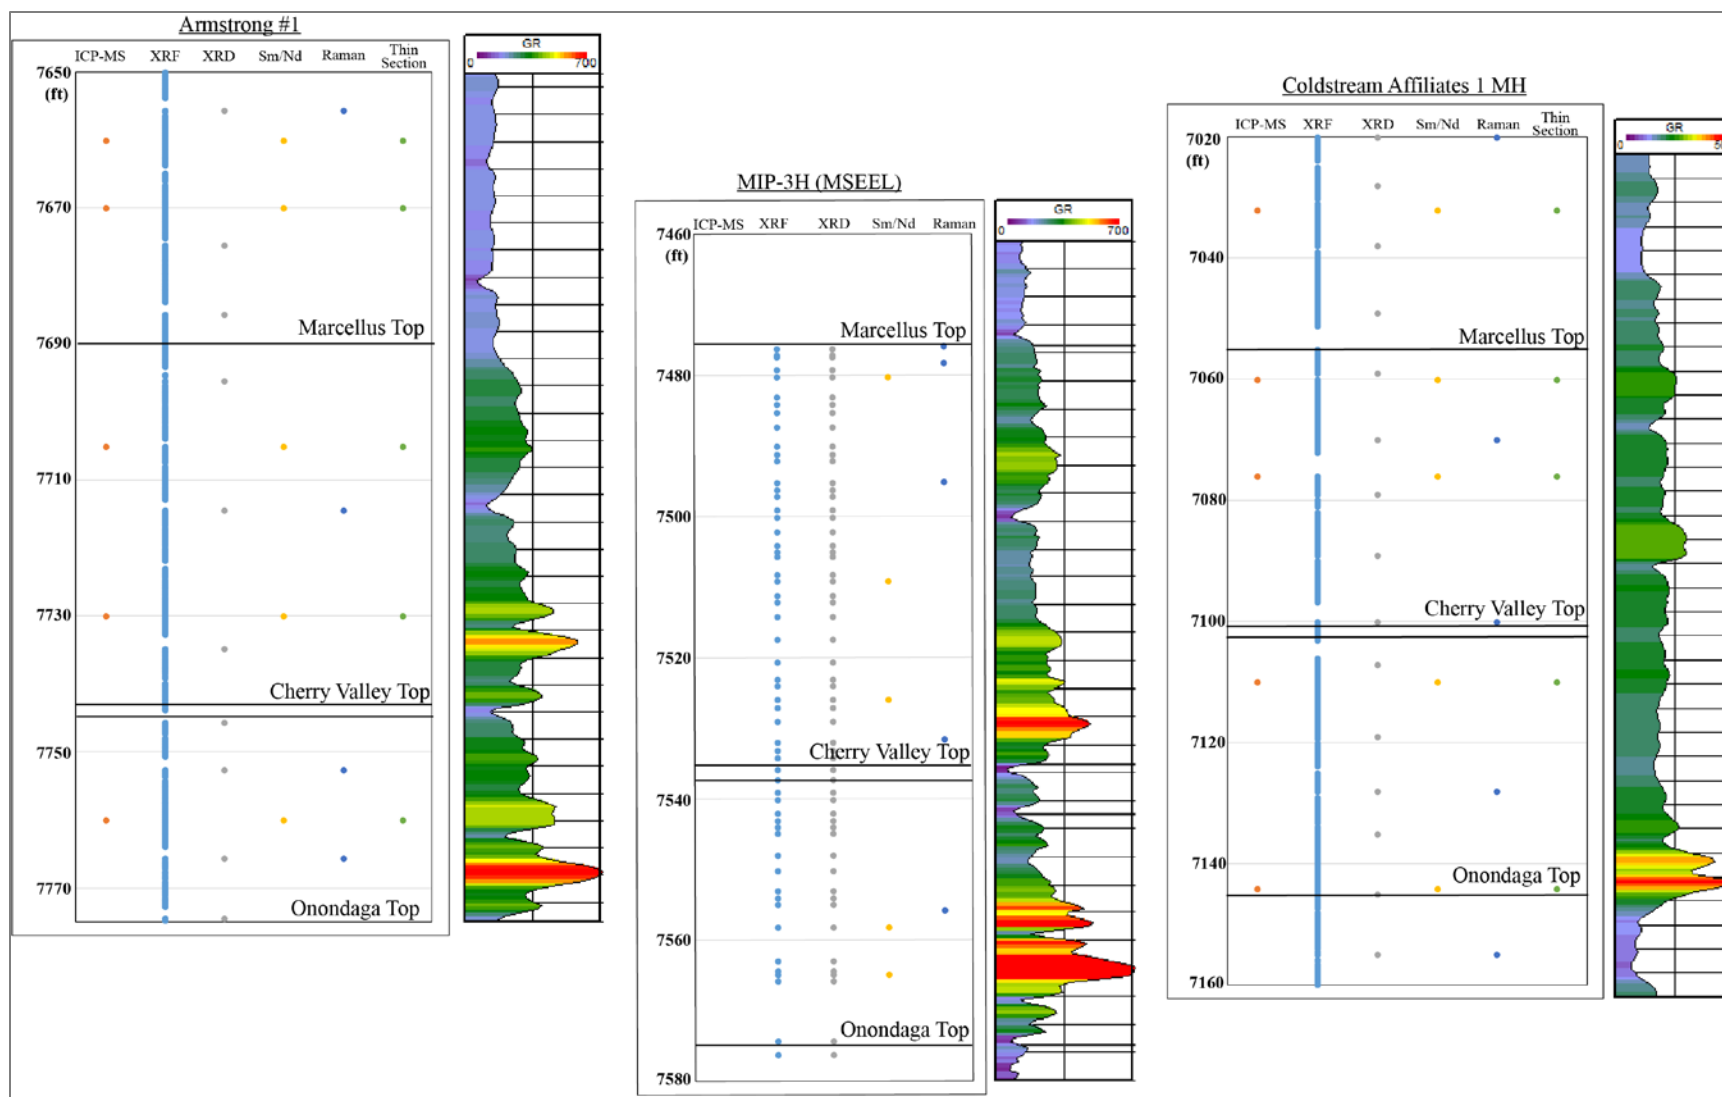 Armstrong #1
ICP-MS XRF XRD Sm/Nd Raman Thin
Section
7650
(ft)
7670
7690
7710
7730
7750
7770
Marcellus Top
Cherry Valley Top
Onondaga Top
GR
0 700
MIP-3H (MSEEL)
ICP-MS XRF XRD Sm/Nd Raman
7460
(ft)
7480
7500
7520
7540
7560
7580
Marcellus Top
Cherry Valley Top
Onondaga Top
GR
0 700
Coldstream Affiliates 1 MH
ICP-MS XRF XRD Sm/Nd Raman Thin
Section
7020
(ft)
7040
7060
7080
7100
7120
7140
7160
Marcellus Top
Cherry Valley Top
Onondaga Top
GR
0